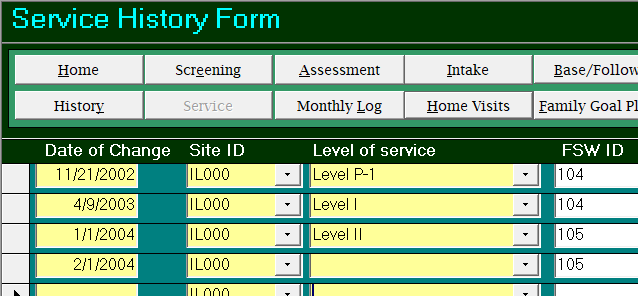 Service History Form
Home Screening Assessment Intake Base/Follow
History Service Monthly Log Home Visits Family Goal Pl
Date of Change Site ID Level of service FSW ID
11/21/2002 IL000 Level P-1 104
4/9/2003 IL000 Level I 104
1/1/2004 IL000 Level II 105
2/1/2004 IL000 105
IL000